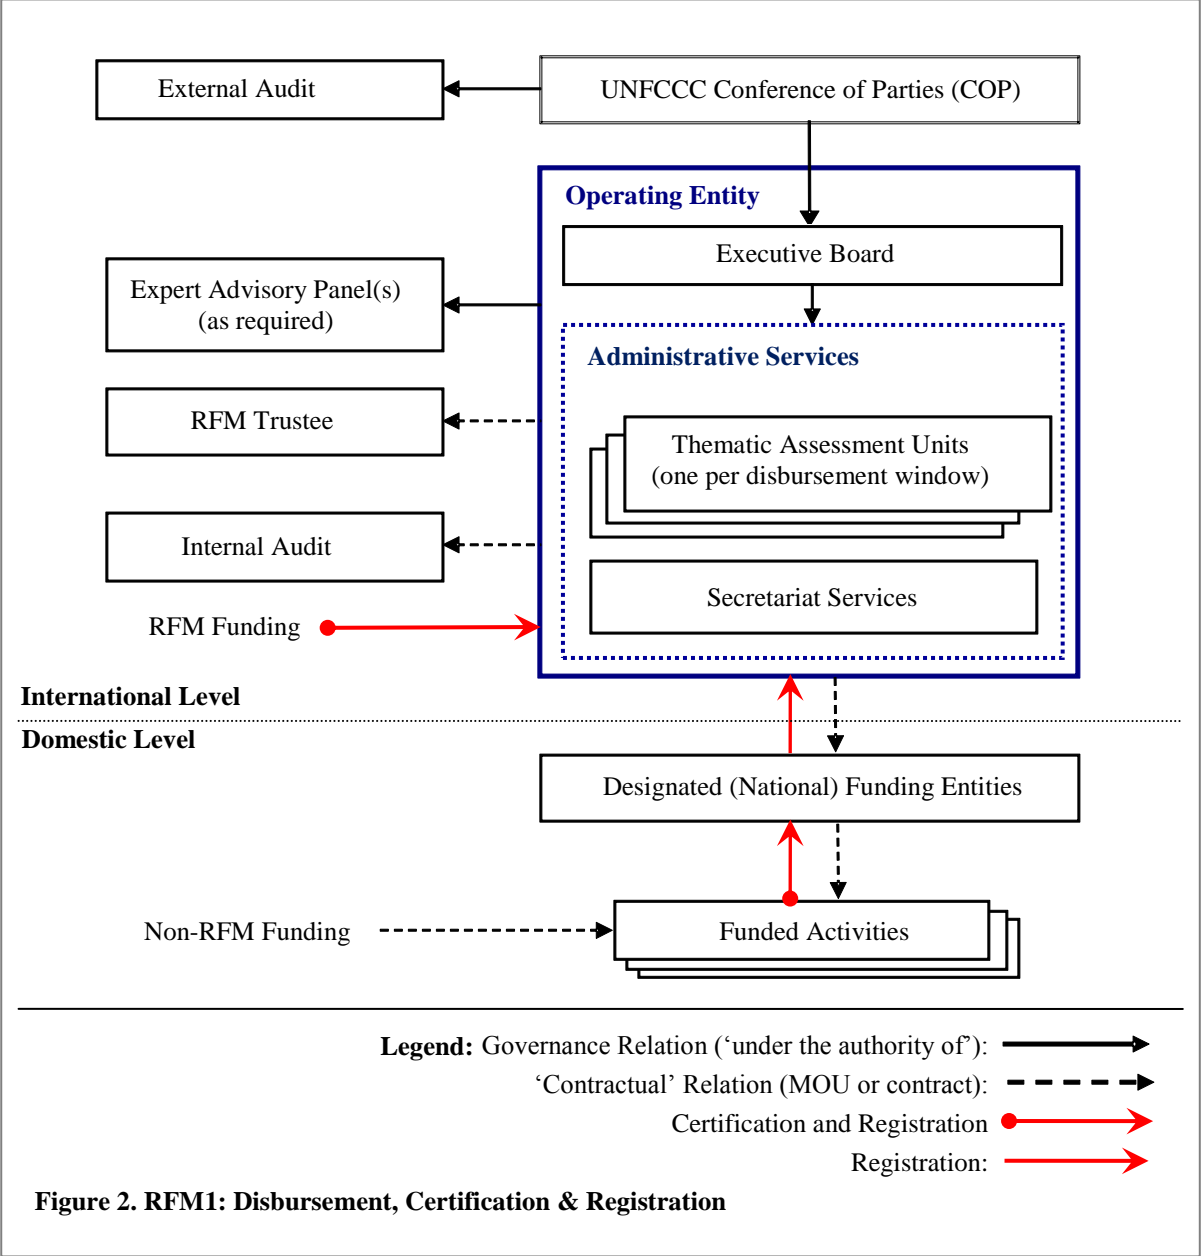 External Audit
UNFCCC Conference of Parties (COP)
Operating Entity
Executive Board
Expert Advisory Panel(s)
(as required)
Administrative Services
RFM Trustee
Thematic Assessment Units
(one per disbursement window)
Internal Audit
Secretariat Services
RFM Funding
International Level
Domestic Level
Designated (National) Funding Entities
Non-RFM Funding
Funded Activities
Legend: Governance Relation (‘under the authority of’):
‘Contractual’ Relation (MOU or contract):
Certification and Registration
Registration:
Figure 2. RFM1: Disbursement, Certification & Registration